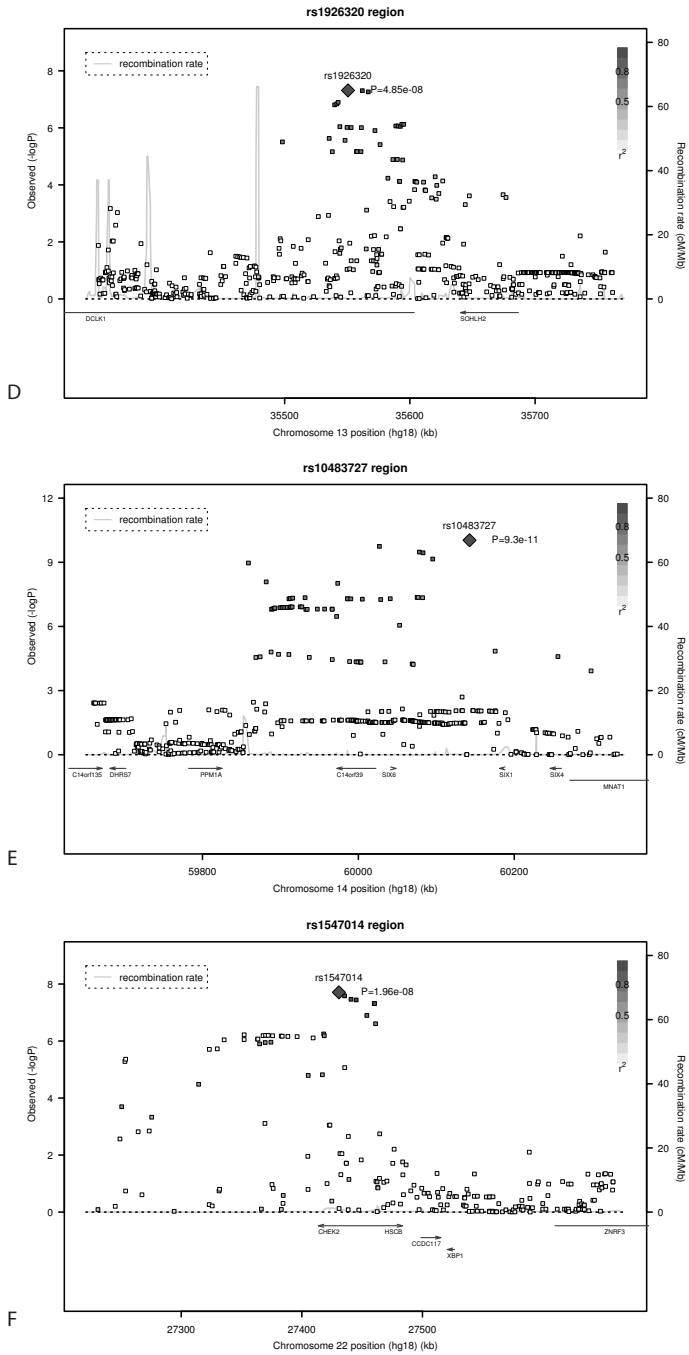 rs1926320 region
recombination rate
rs1926320
P=4.85e-08
0.8
0.5
r2
8
6
4
2
0
Observed (-logP)
80
60
40
20
0
Recombination rate (cM/Mb)
DCLK1
SOHLH2
35500
35600
35700
Chromosome 13 position (hg18) (kb)
D
rs10483727 region
recombination rate
rs10483727
P=9.3e-11
0.8
0.5
r2
12
9
6
3
0
Observed (-logP)
80
60
40
20
0
Recombination rate (cM/Mb)
C14orf135
DHRS7
PPM1A
C14orf39
SIX6
SIX1
SIX4
MNAT1
59800
60000
60200
Chromosome 14 position (hg18) (kb)
E
rs1547014 region
recombination rate
rs1547014
P=1.96e-08
0.8
0.5
r2
8
6
4
2
0
Observed (-logP)
80
60
40
20
0
Recombination rate (cM/Mb)
CHEK2
HSCB
CCDC117
XBP1
ZNRF3
27300
27400
27500
Chromosome 22 position (hg18) (kb)
F